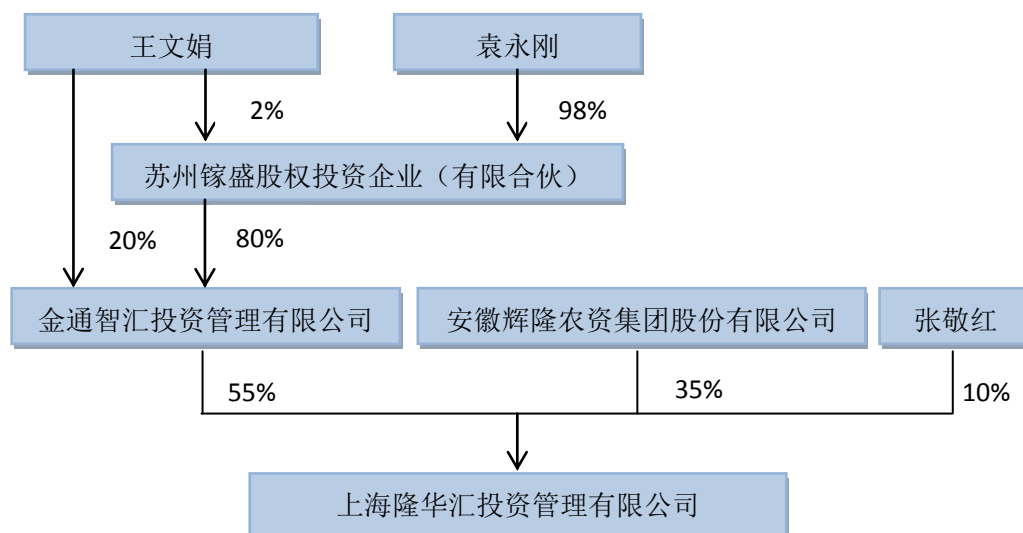 王文娟
袁永刚
2%
98%
苏州镓盛股权投资企业（有限合伙）
20%
80%
金通智汇投资管理有限公司
安徽辉隆农资集团股份有限公司
张敬红
55%
35%
10%
上海隆华汇投资管理有限公司